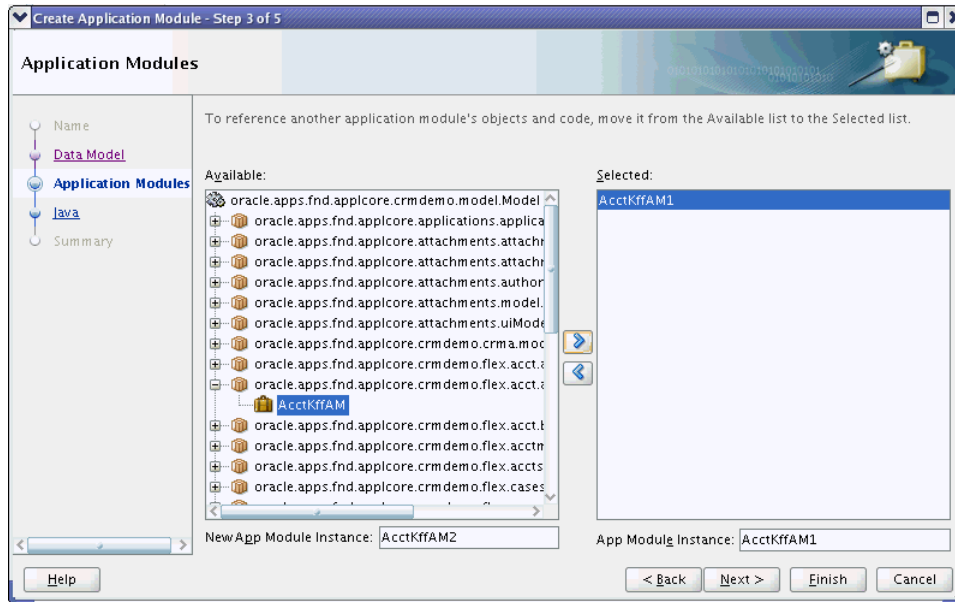 Create Application Module - Step 3 of 5
Application Modules
Name
Data Model
Application Modules
Java
Summary
To reference another application module's objects and code, move it from the Available list to the Selected list.
Available:
oracle.apps.fnd.applcore.crmdemo.model.Model
oracle.apps.fnd.applcore.applications.applica
oracle.apps.fnd.applcore.attachments.attachr
oracle.apps.fnd.applcore.attachments.attachr
oracle.apps.fnd.applcore.attachments.author
oracle.apps.fnd.applcore.attachments.model.
oracle.apps.fnd.applcore.attachments.uiMode
oracle.apps.fnd.applcore.crmdemo.crma.moc
oracle.apps.fnd.applcore.crmdemo.flex.acct.a
oracle.apps.fnd.applcore.crmdemo.flex.acct.a
AcctKffAM
oracle.apps.fnd.applcore.crmdemo.flex.acct.b
oracle.apps.fnd.applcore.crmdemo.flex.acctm
oracle.apps.fnd.applcore.crmdemo.flex.accts
oracle.apps.fnd.applcore.crmdemo.flex.cases
New App Module Instance: AcctKffAM2
Selected:
AcctKffAM1
App Module Instance: AcctKffAM1
Help
< Back
Next >
Finish
Cancel